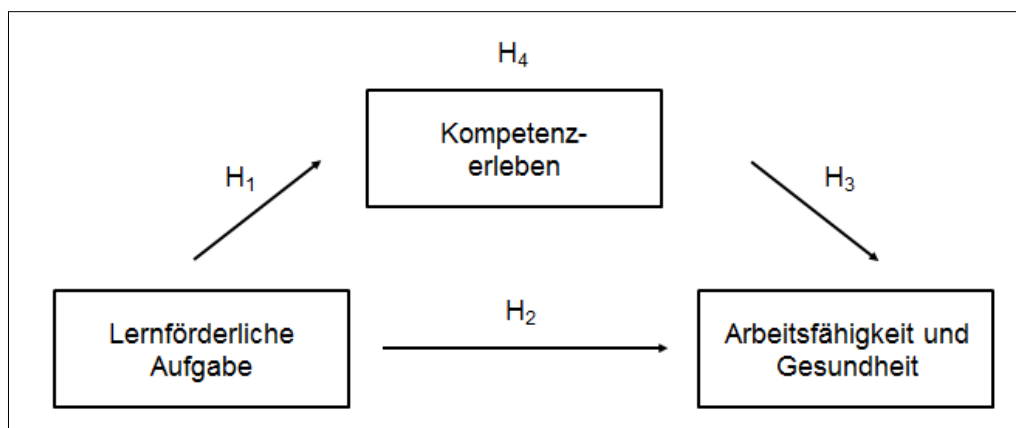 H₄
Kompetenz-
erleben
H₁
H₃
Lernförderliche
Aufgabe
H₂
Arbeitsfähigkeit und
Gesundheit